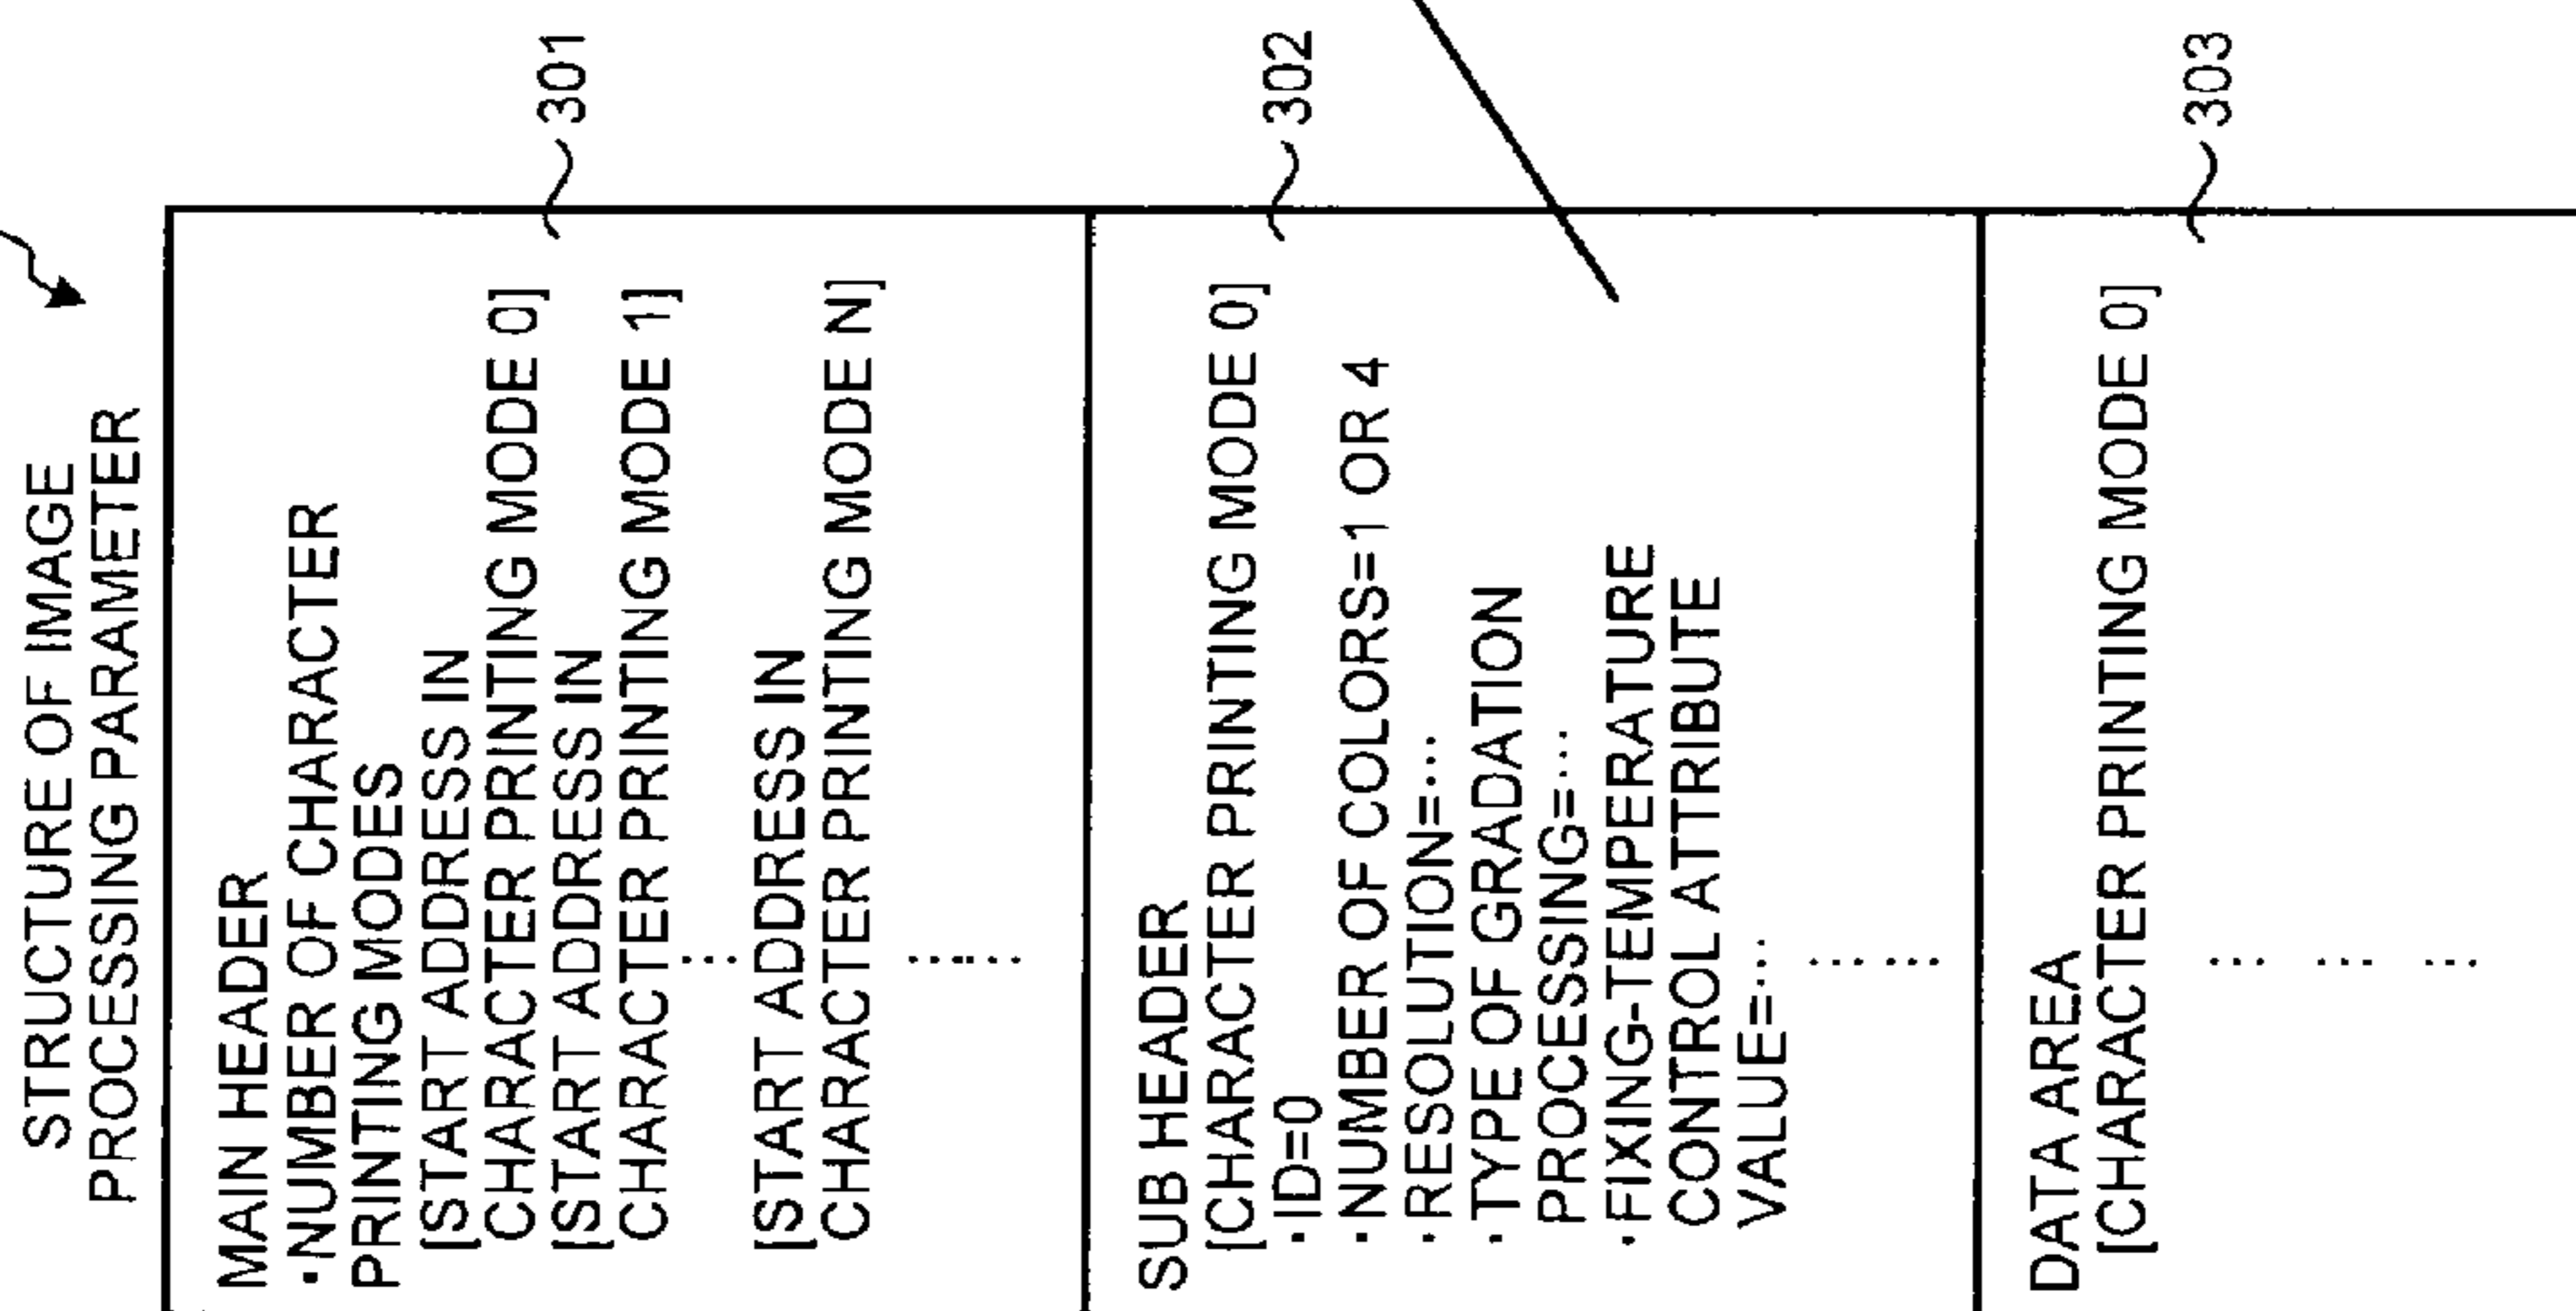 STRUCTURE OF IMAGE
PROCESSING PARAMETER
MAIN HEADER
·NUMBER OF CHARACTER
PRINTING MODES
[START ADDRESS IN
CHARACTER PRINTING MODE 0]
[START ADDRESS IN
CHARACTER PRINTING MODE 1]
...
[START ADDRESS IN
CHARACTER PRINTING MODE N]
......
301
SUB HEADER
[CHARACTER PRINTING MODE 0]
·ID=0
·NUMBER OF COLORS=1 OR 4
·RESOLUTION=....
·TYPE OF GRADATION
PROCESSING=....
·FIXING-TEMPERATURE
CONTROL ATTRIBUTE
VALUE=....
......
302
DATA AREA
[CHARACTER PRINTING MODE 0]
... ... ...
303